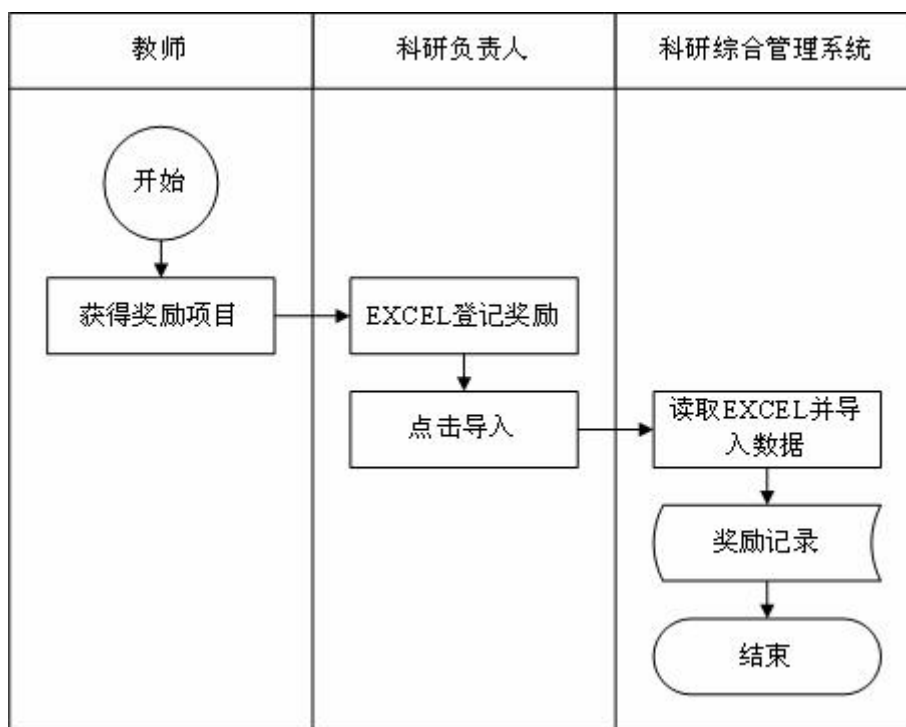 教师
科研负责人
科研综合管理系统
开始
获得奖励项目
EXCEL登记奖励
点击导入
读取EXCEL并导
入数据
奖励记录
结束